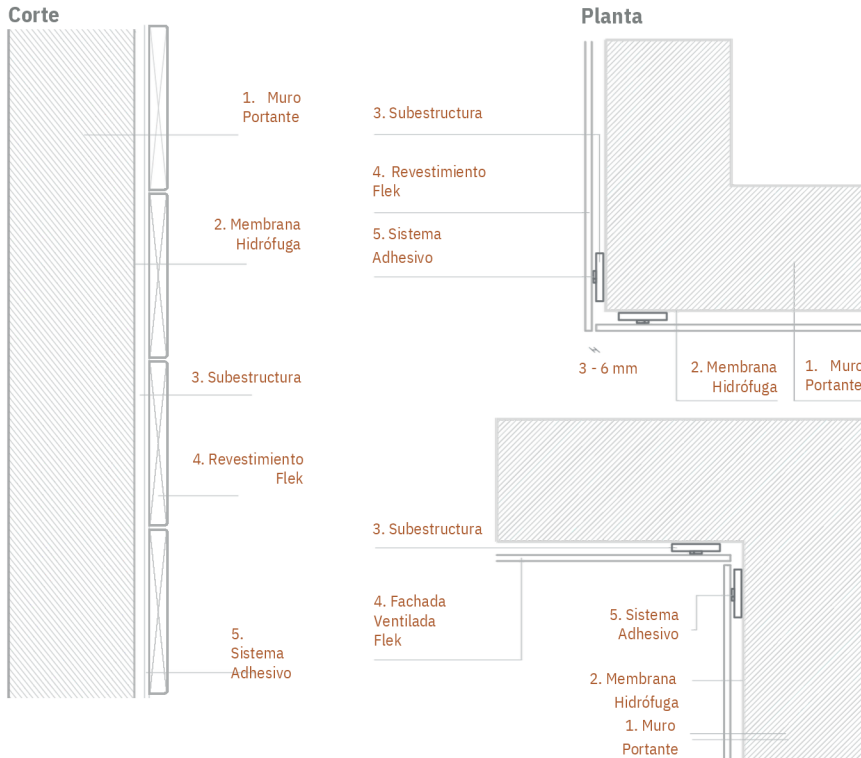 Corte
1. Muro
Portante
2. Membrana
Hidrófuga
3. Subestructura
4. Revestimiento
Flek
5.
Sistema
Adhesivo
Planta
3. Subestructura
4. Revestimiento
Flek
5. Sistema
Adhesivo
3 - 6 mm
2. Membrana
Hidrófuga
1. Muro
Portante
3. Subestructura
4. Fachada
Ventilada
Flek
5. Sistema
Adhesivo
2. Membrana
Hidrófuga
1. Muro
Portante